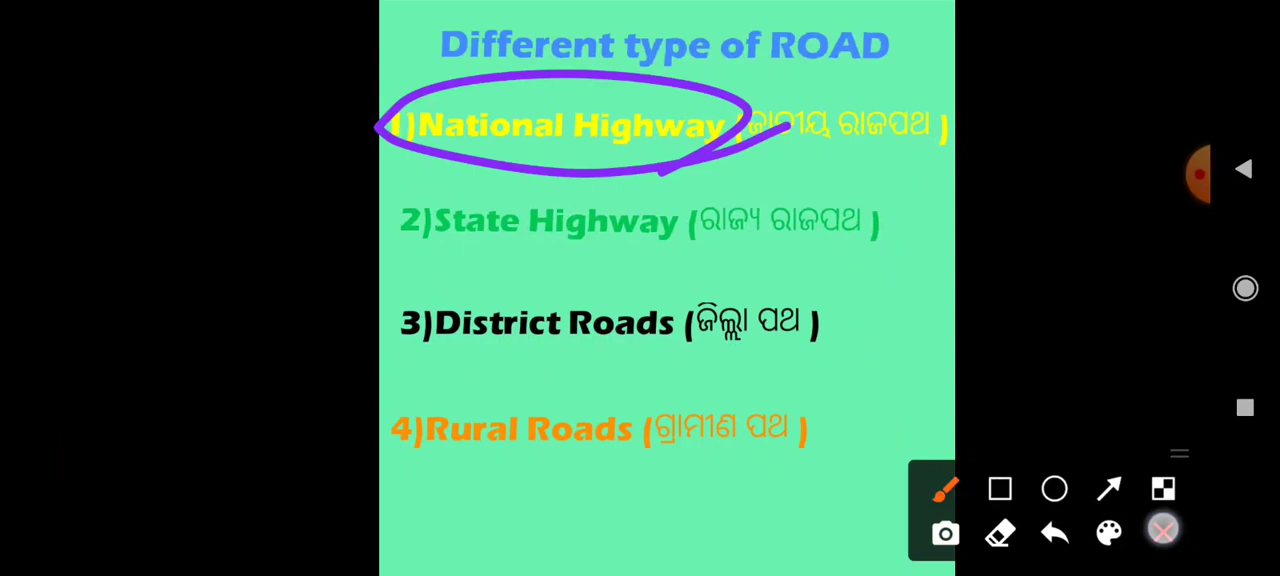 Different type of ROAD
1)National Highway (ଜାତୀୟ ରାଜପଥ )
2)State Highway (ରାଜ୍ୟ ରାଜପଥ )
3)District Roads (ଜିଲ୍ଲା ପଥ )
4)Rural Roads (ଗ୍ରାମୀଣ ପଥ )